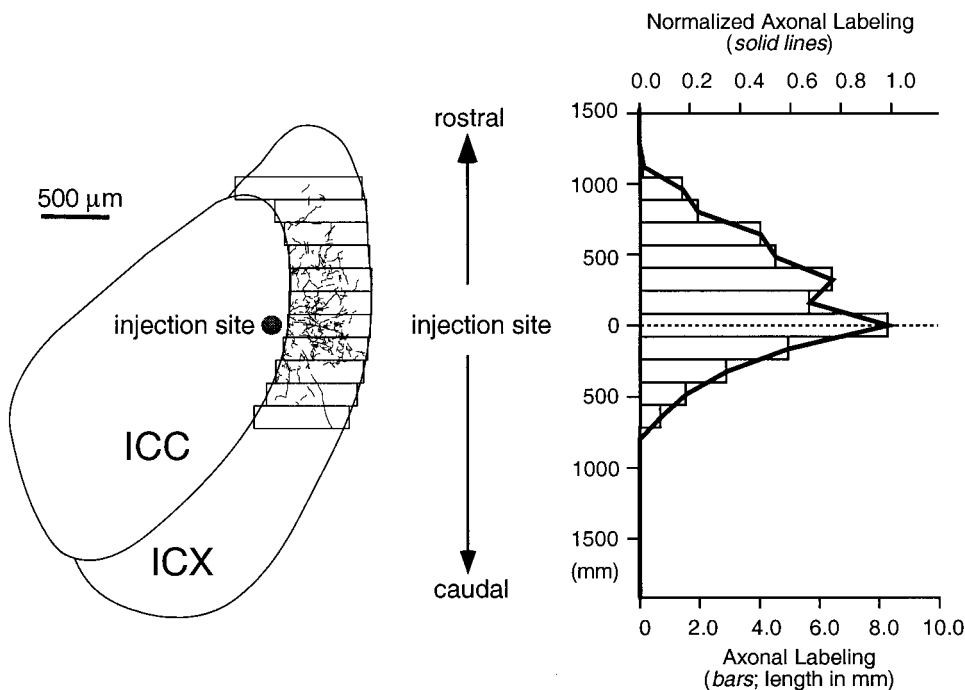 500 μm
injection site
ICC
ICX
rostral
injection site
caudal
Normalized Axonal Labeling
(solid lines)
0.0 0.2 0.4 0.6 0.8 1.0
1500
1000
500
0
500
1000
1500
(mm)
0 2.0 4.0 6.0 8.0 10.0
Axonal Labeling
(bars; length in mm)